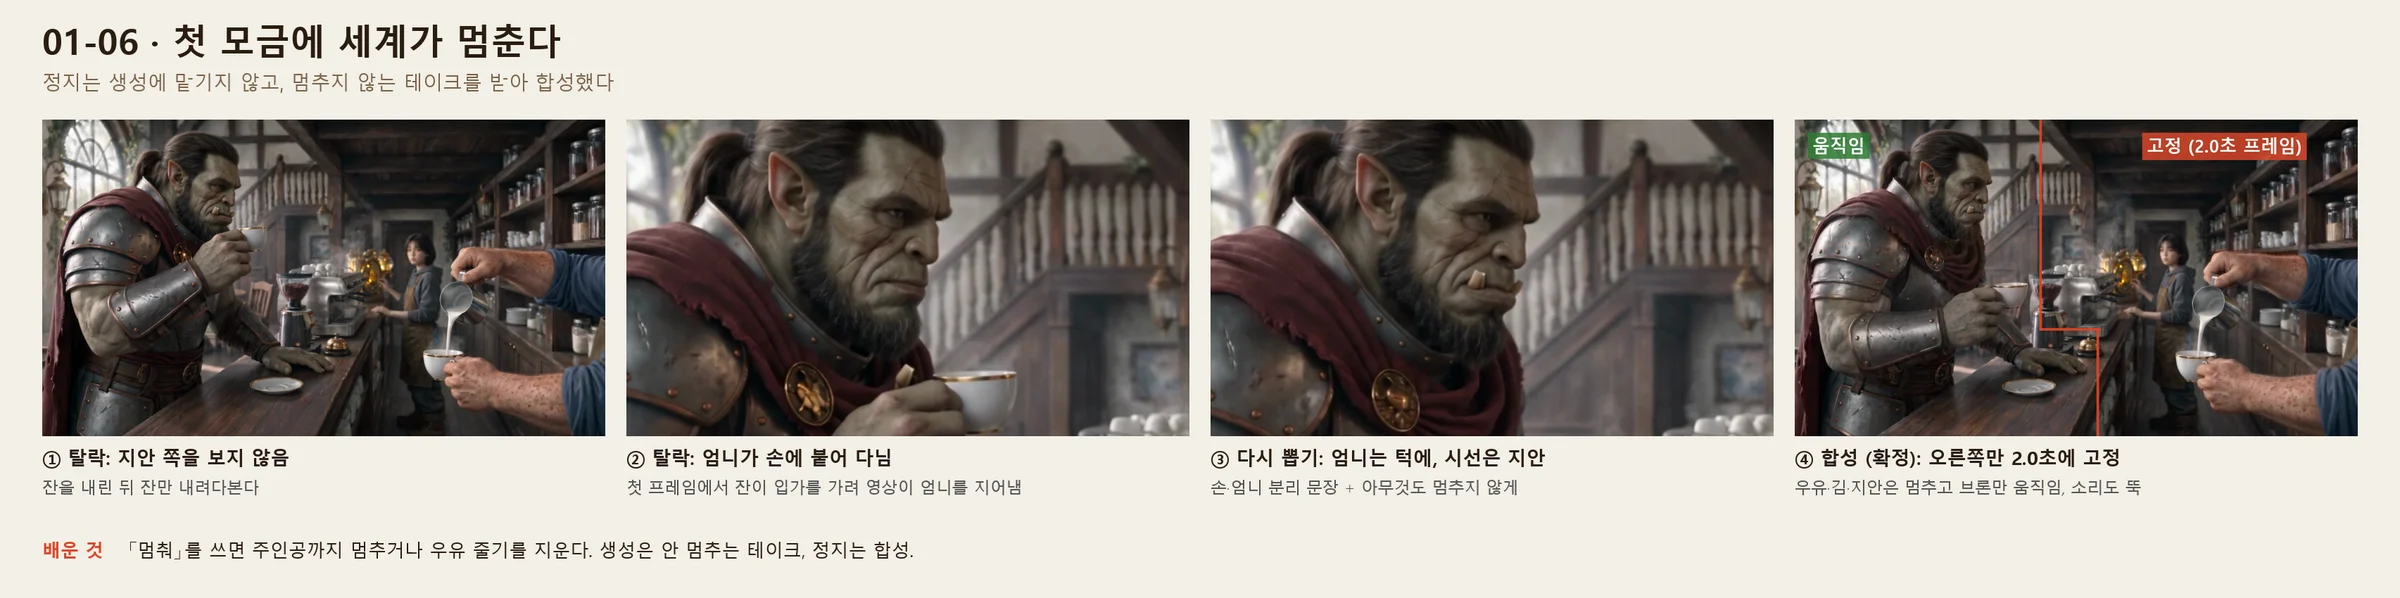 01-06 · 첫 모금에 세계가 멈춘다
정지는 생성에 맡기지 않고, 멈추지 않는 테이크를 받아 합성했다
움직임
고정 (2.0초 프레임)
① 탈락: 지안 쪽을 보지 않음
잔을 내린 뒤 잔만 내려다본다
② 탈락: 엄니가 손에 붙어 다님
첫 프레임에서 잔이 입가를 가려 영상이 엄니를 지어냄
③ 다시 뽑기: 엄니는 턱에, 시선은 지안
손·엄니 분리 문장 + 아무것도 멈추지 않게
④ 합성 (확정): 오른쪽만 2.0초에 고정
우유·김·지안은 멈추고 브론만 움직임, 소리도 뚝
배운 것 「멈춰」를 쓰면 주인공까지 멈추거나 우유 줄기를 지운다. 생성은 안 멈추는 테이크, 정지는 합성.